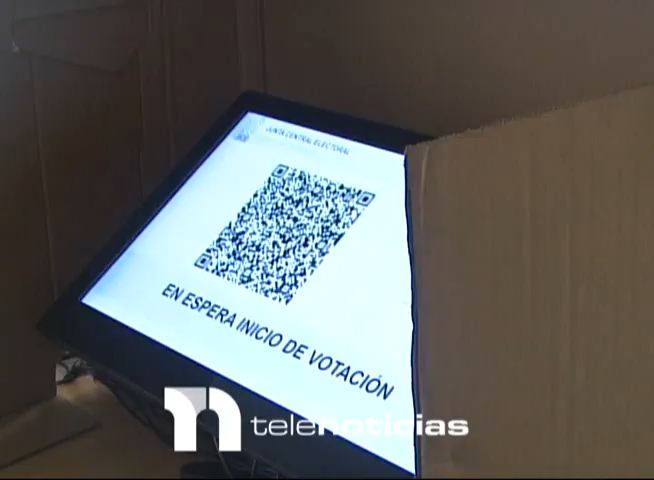 JUNTA CENTRAL ELECTORAL
EN ESPERA INICIO DE VOTACIÓN
telenoticias